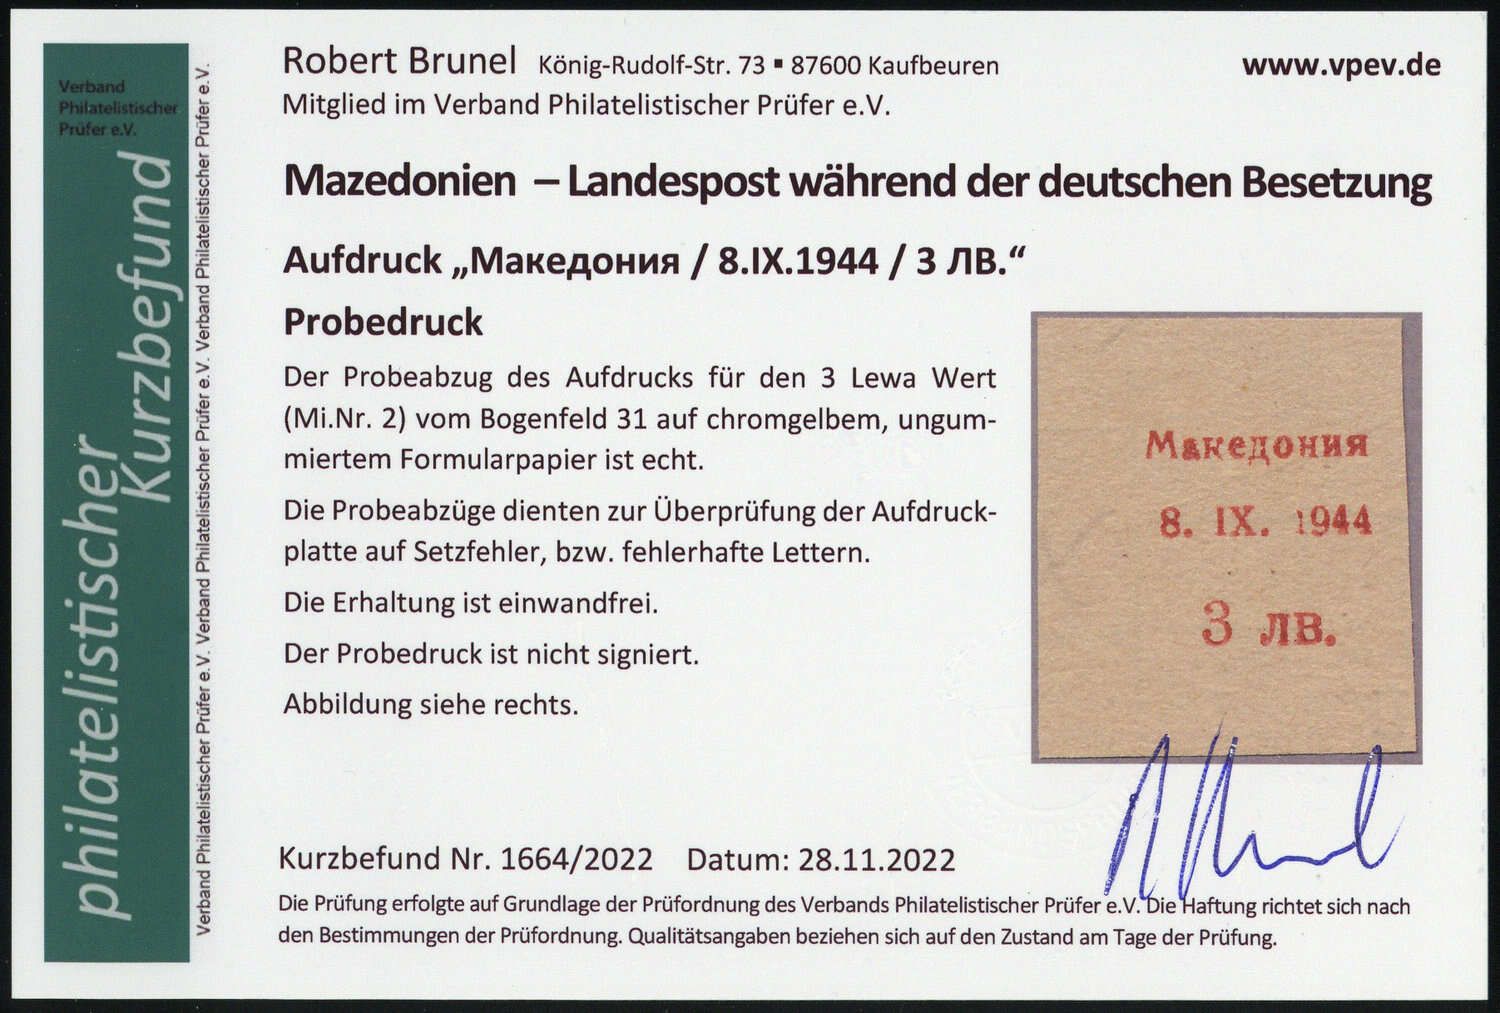 Verband
Philatelistischer
Prüfer e.V.
philatelistischer
Kurzbefund
Verband Philatelistischer Prüfer e.V. Verband Philatelistischer Prüfer e.V. Verband Philatelistischer Prüfer e.V.
Robert Brunel König-Rudolf-Str. 73 ▪ 87600 Kaufbeuren
www.vpev.de
Mitglied im Verband Philatelistischer Prüfer e.V.
Mazedonien – Landespost während der deutschen Besetzung
Aufdruck „Македония / 8.IX.1944 / 3 ЛВ.“
Probedruck
Der Probeabzug des Aufdrucks für den 3 Lewa Wert
(Mi.Nr. 2) vom Bogenfeld 31 auf chromgelbem, ungum-
miertem Formularpapier ist echt.
Die Probeabzüge dienten zur Überprüfung der Aufdruck-
platte auf Setzfehler, bzw. fehlerhafte Lettern.
Die Erhaltung ist einwandfrei.
Der Probedruck ist nicht signiert.
Abbildung siehe rechts.
Македония
8. IX. 1944
3 лв.
Kurzbefund Nr. 1664/2022 Datum: 28.11.2022
Die Prüfung erfolgte auf Grundlage der Prüfordnung des Verbands Philatelistischer Prüfer e.V. Die Haftung richtet sich nach
den Bestimmungen der Prüfordnung. Qualitätsangaben beziehen sich auf den Zustand am Tage der Prüfung.